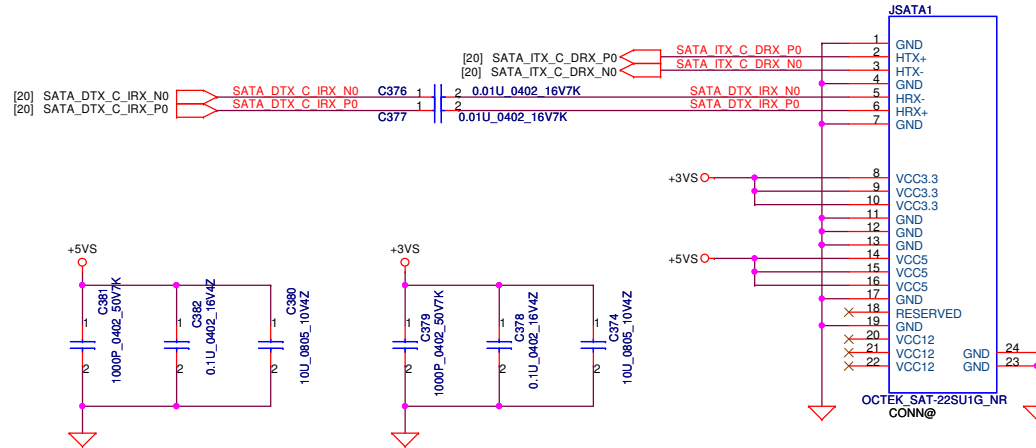 JSATA1
1 GND
[20] SATA_ITX_C_DRX_P0 SATA_ITX_C_DRX_P0 2 HTX+
[20] SATA_ITX_C_DRX_N0 SATA_ITX_C_DRX_N0 3 HTX-
4 GND
[20] SATA_DTX_C_IRX_N0 SATA_DTX_C_IRX_N0 C376 1 2 0.01U_0402_16V7K SATA_DTX_IRX_N0 5 HRX-
[20] SATA_DTX_C_IRX_P0 SATA_DTX_C_IRX_P0 1 2 SATA_DTX_IRX_P0 6 HRX+
C377 0.01U_0402_16V7K 7 GND
+3VS 8 VCC3.3
9 VCC3.3
10 VCC3.3
11 GND
12 GND
13 GND
+5VS 14 VCC5
15 VCC5
16 VCC5
17 GND
18 RESERVED
19 GND
20 VCC12
21 VCC12 GND 24
22 VCC12 GND 23
OCTEK_SAT-22SU1G_NR
CONN@
+5VS
1 2
C381
1000P_0402_50V7K
1 2
C382
0.1U_0402_16V4Z
1 2
C380
10U_0805_10V4Z
+3VS
1 2
C379
1000P_0402_50V7K
1 2
C378
0.1U_0402_16V4Z
1 2
C374
10U_0805_10V4Z